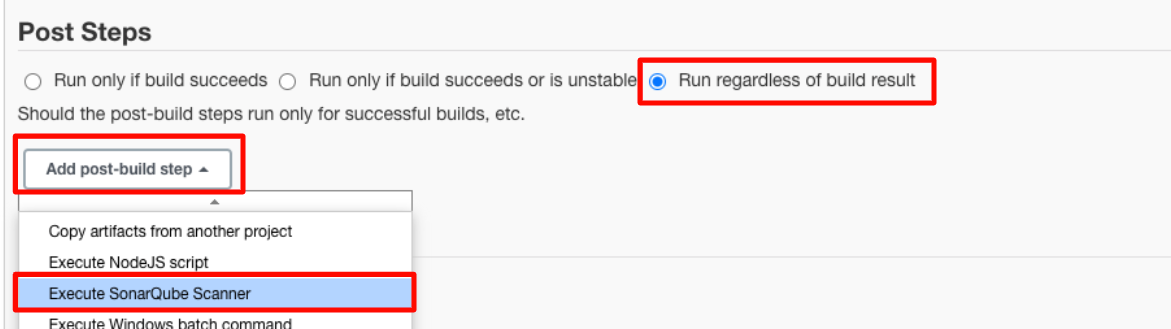 Post Steps
Run only if build succeeds Run only if build succeeds or is unstable Run regardless of build result
Should the post-build steps run only for successful builds, etc.
Add post-build step
Copy artifacts from another project
Execute NodeJS script
Execute SonarQube Scanner
Execute Windows batch command